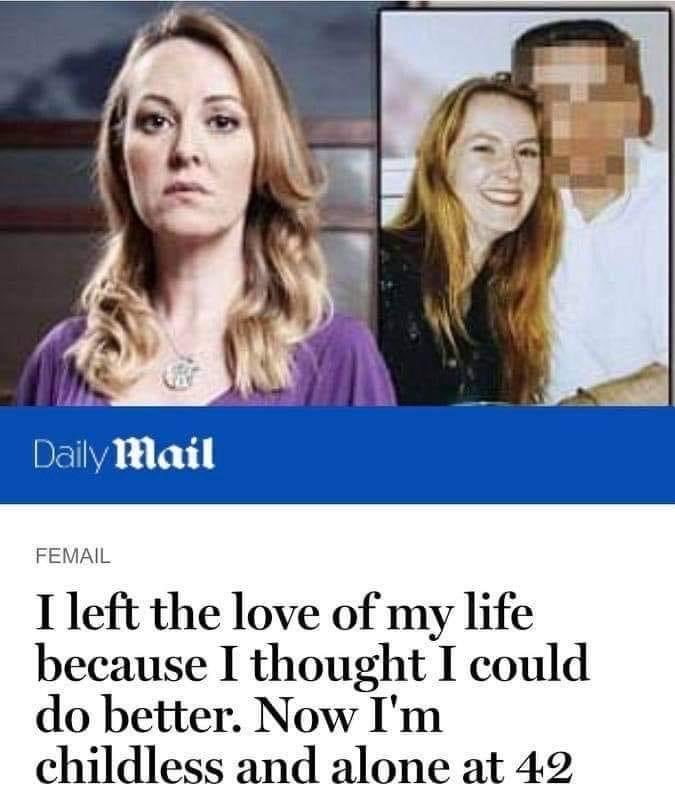 Daily Mail
FEMAIL
I left the love of my life
because I thought I could
do better. Now I'm
childless and alone at 42